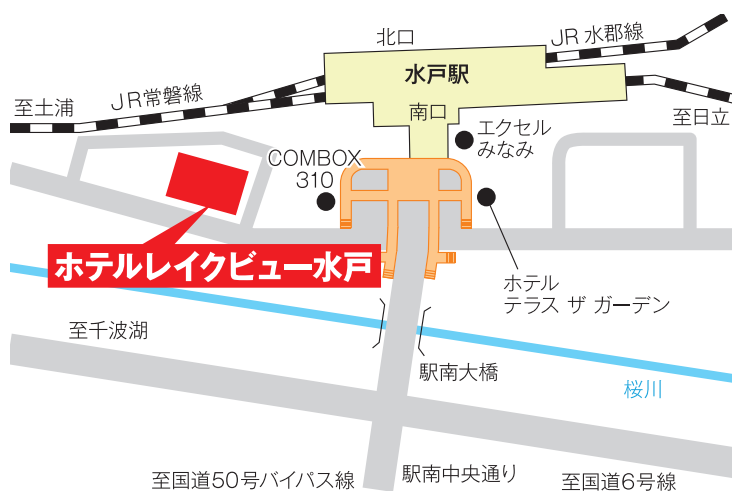 北口
JR水郡線
水戸駅
JR常磐線
至土浦
南口
エクセル
みなみ
至日立
COMBOX
310
ホテルレイクビュー水戸
ホテル
テラス ザ ガーデン
至千波湖
駅南大橋
桜川
至国道50号バイパス線
駅南中央通り
至国道6号線